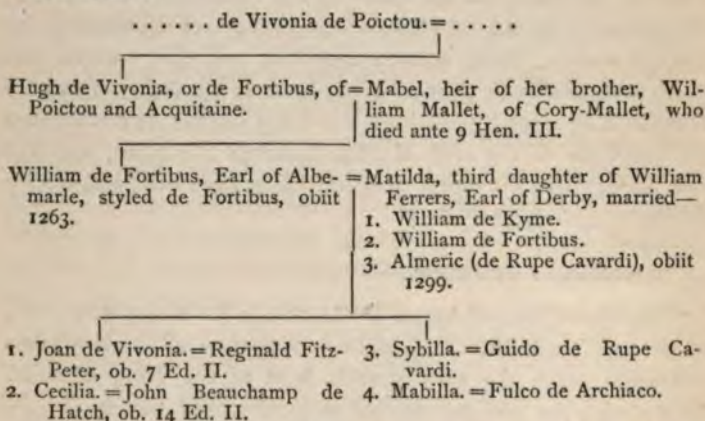 . . . . . . de Vivonia de Poictou. = . . . . .
Hugh de Vivonia, or de Fortibus, of
Poictou and Acquitaine.
= Mabel, heir of her brother, Wil-
liam Mallet, of Cory-Mallet, who
died ante 9 Hen. III.
William de Fortibus, Earl of Albe-
marle, styled de Fortibus, obiit
1263.
= Matilda, third daughter of William
Ferrers, Earl of Derby, married—
1. William de Kyme.
2. William de Fortibus.
3. Almeric (de Rupe Cavardi), obiit
1299.
1. Joan de Vivonia. = Reginald Fitz-
Peter, ob. 7 Ed. II.
2. Cecilia. = John Beauchamp de
Hatch, ob. 14 Ed. II.
3. Sybilla. = Guido de Rupe Ca-
vardi.
4. Mabilla. = Fulco de Archiaco.